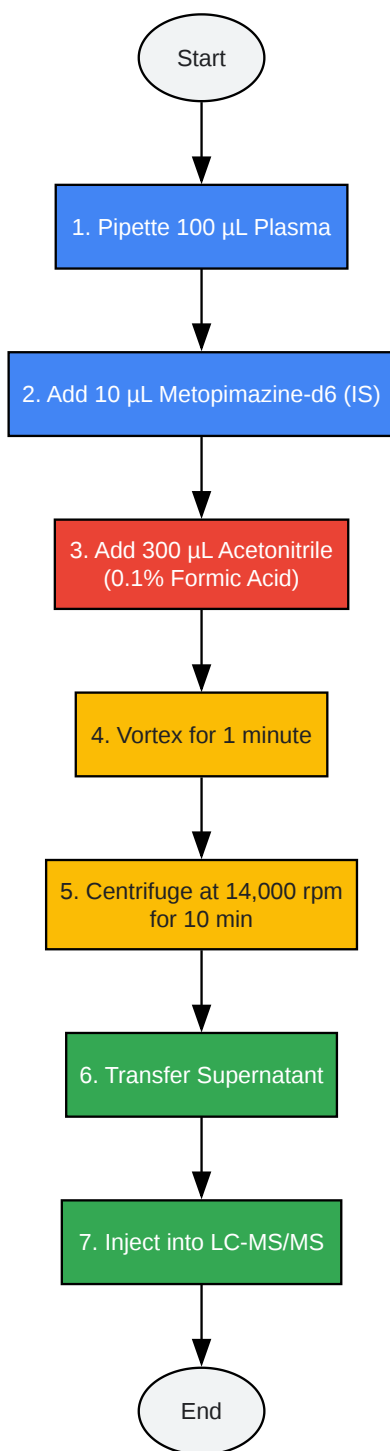 Start
1. Pipette 100 µL Plasma
2. Add 10 µL Metopimazine-d6 (IS)
3. Add 300 µL Acetonitrile
(0.1% Formic Acid)
4. Vortex for 1 minute
5. Centrifuge at 14,000 rpm
for 10 min
6. Transfer Supernatant
7. Inject into LC-MS/MS
End